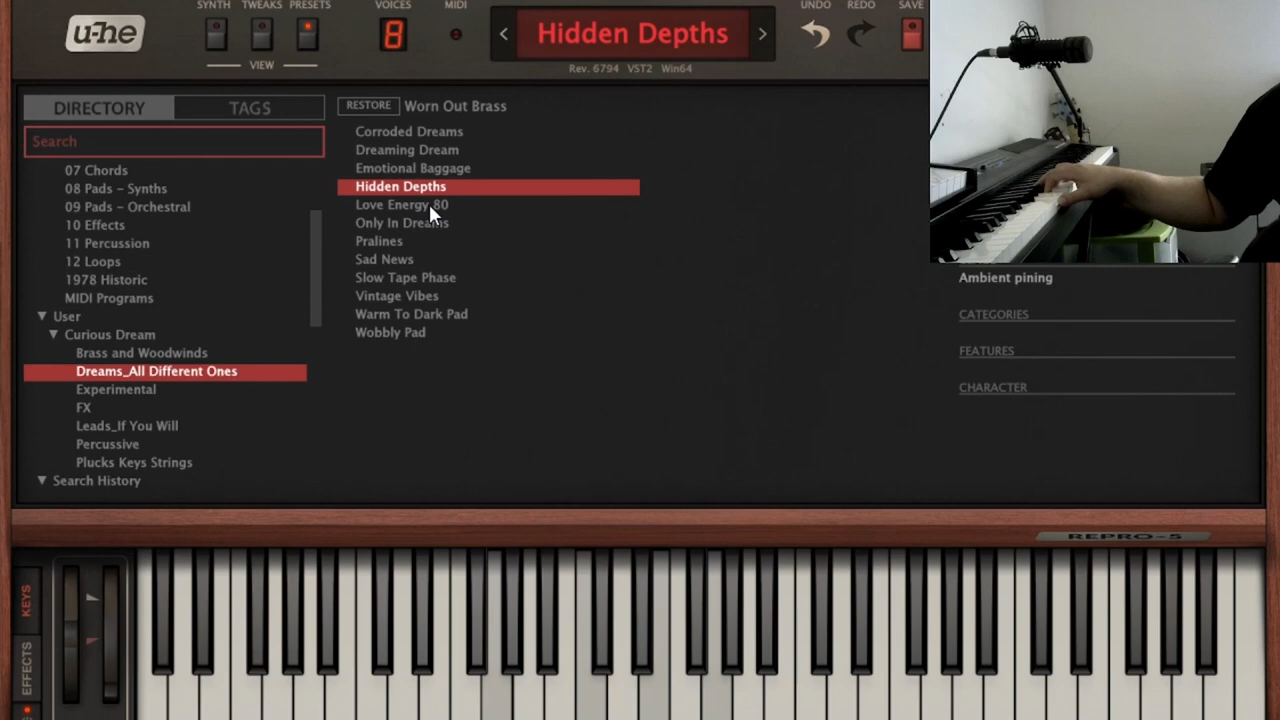 SYNTH TWEAKS PRESETS VOICES MIDI UNDO REDO SAVE
u-he
8
Hidden Depths
VIEW
Rev. 6794 VST2 Win64
DIRECTORY TAGS
RESTORE Worn Out Brass
Search
07 Chords
08 Pads - Synths
09 Pads - Orchestral
10 Effects
11 Percussion
12 Loops
1978 Historic
MIDI Programs
User
Curious Dream
Brass and Woodwinds
Dreams_All Different Ones
Experimental
FX
Leads_If You Will
Percussive
Plucks Keys Strings
Search History
Corroded Dreams
Dreaming Dream
Emotional Baggage
Hidden Depths
Love Energy 80
Only In Dreams
Pralines
Sad News
Slow Tape Phase
Vintage Vibes
Warm To Dark Pad
Wobbly Pad
Ambient pining
CATEGORIES
FEATURES
CHARACTER
REPRO-5
KEYS
EFFECTS